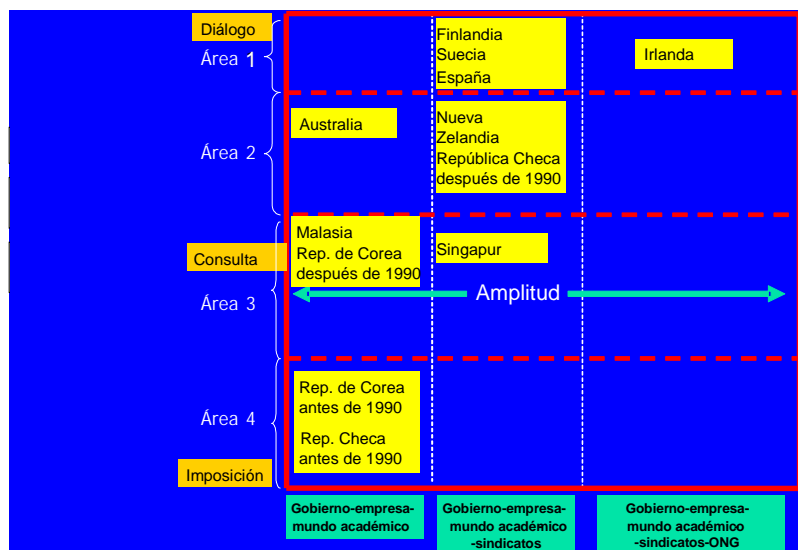 Diálogo
Área 1
Finlandia
Suecia
España
Irlanda
Área 2
Australia
Nueva
Zelandia
República Checa
después de 1990
Consulta
Malasia
Rep. de Corea
después de 1990
Singapur
Amplitud
Área 3
Área 4
Rep. de Corea
antes de 1990
Rep. Checa
antes de 1990
Imposición
Gobierno-empresa-
mundo académico
Gobierno-empresa-
mundo académico
-sindicatos
Gobierno-empresa-
mundo académico
-sindicatos-ONG